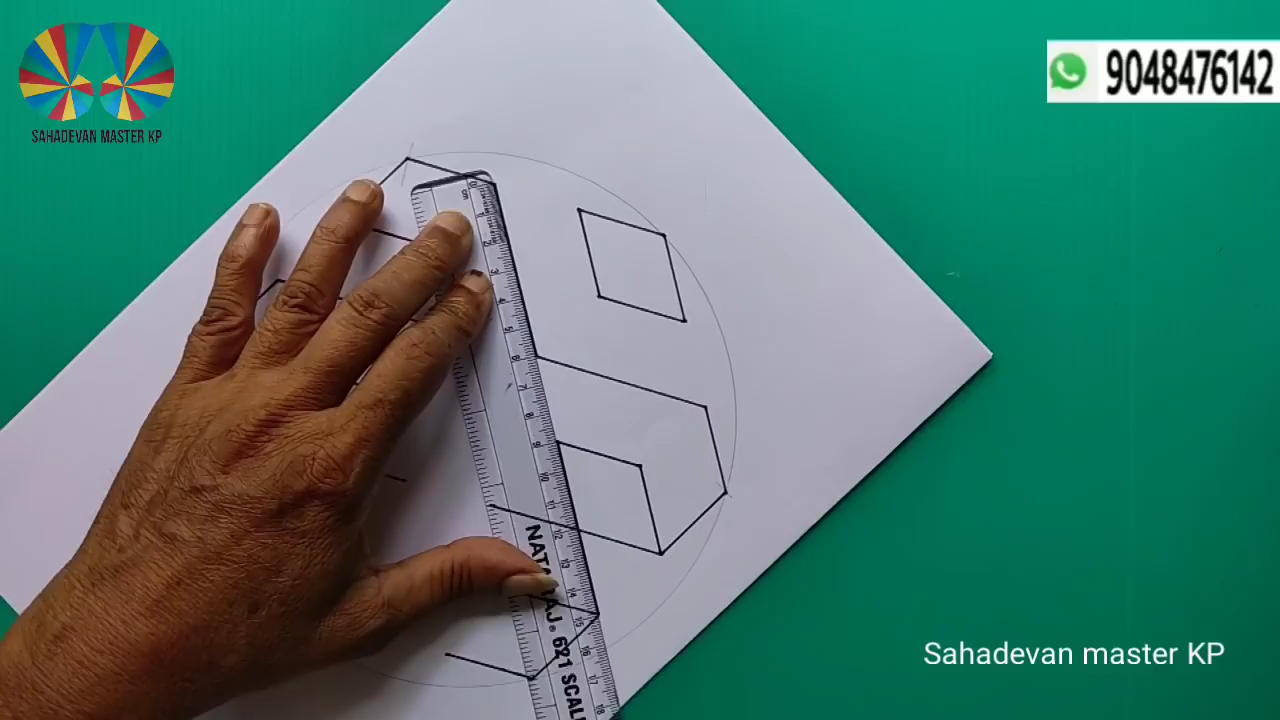 SAHADEVAN MASTER KP
9048476142
NATARAJ® 621 SCALE
Sahadevan master KP